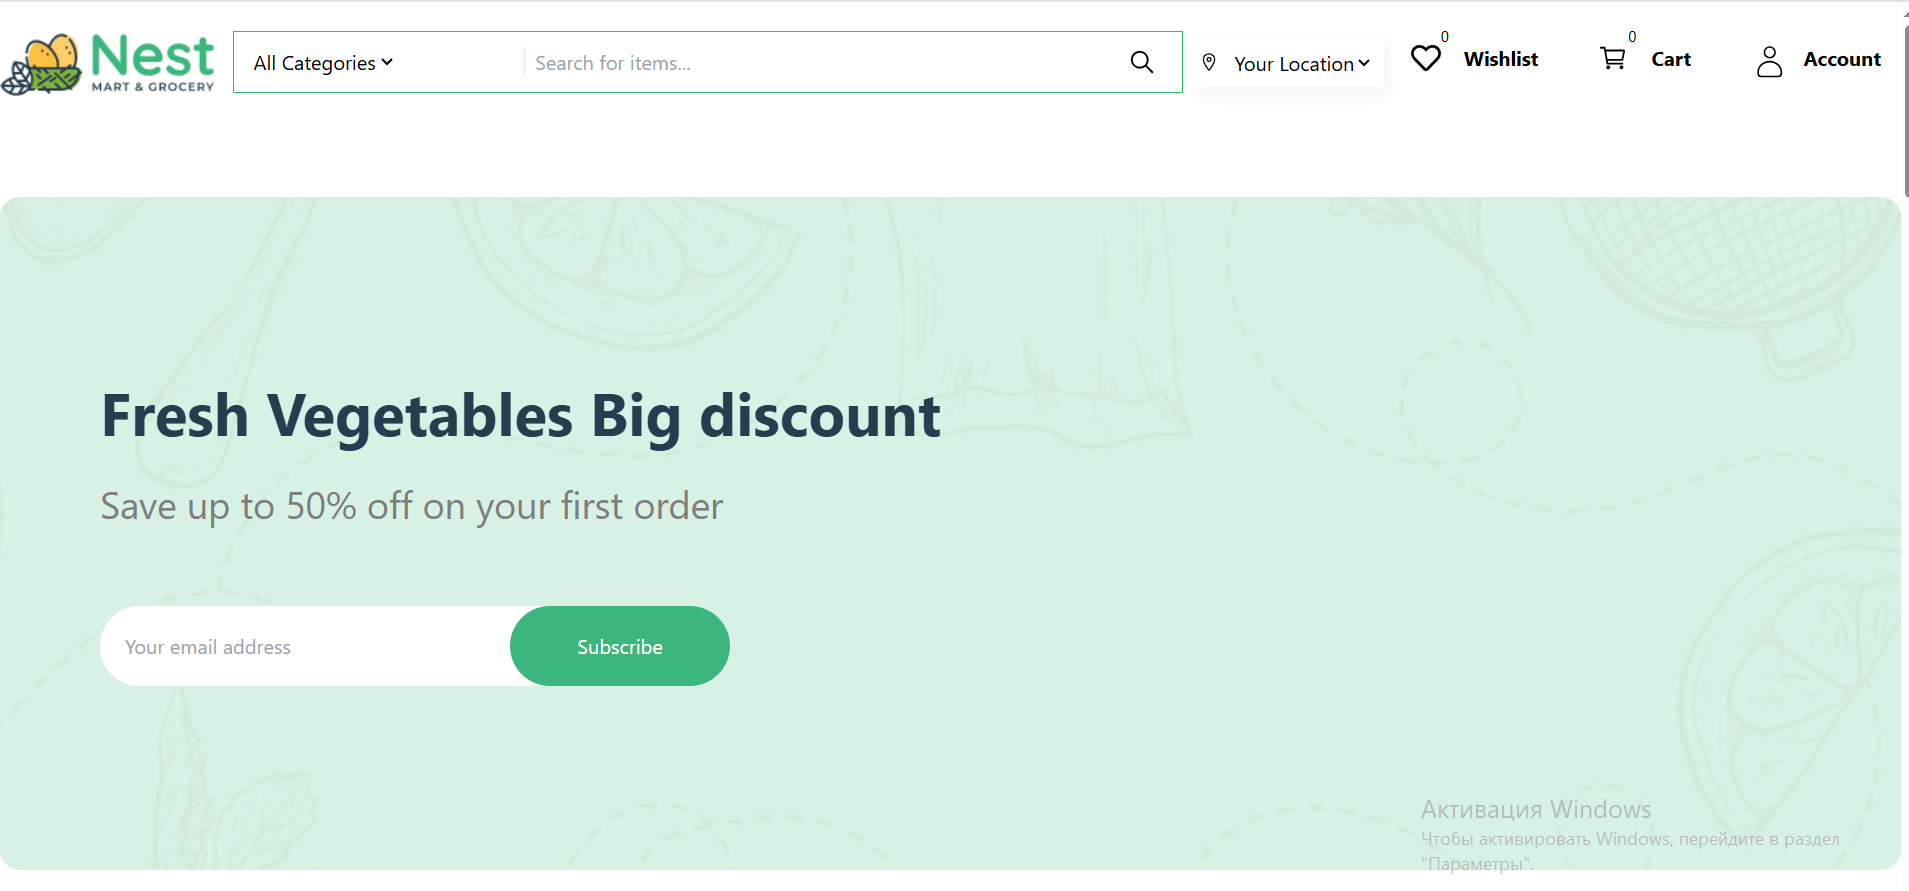 Nest
MART & GROCERY
All Categories
Search for items...
Your Location
0
Wishlist
0
Cart
Account
Fresh Vegetables Big discount
Save up to 50% off on your first order
Your email address
Subscribe
Активация Windows
Чтобы активировать Windows, перейдите в раздел
"Параметры".